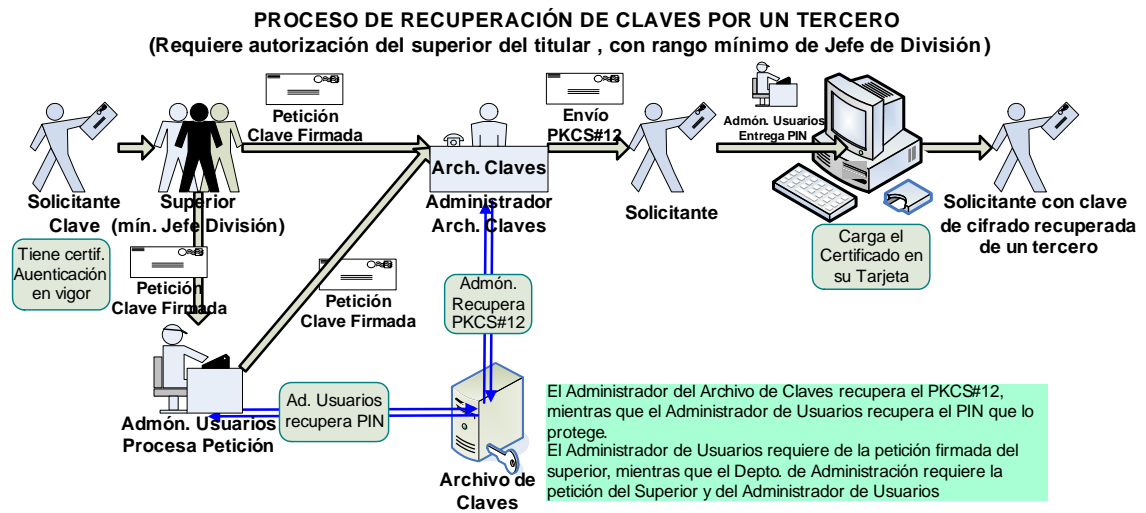 PROCESO DE RECUPERACIÓN DE CLAVES POR UN TERCERO
(Requiere autorización del superior del titular , con rango mínimo de Jefe de División)
Petición
Clave Firmada
Envío
PKCS#12
Admón. Usuarios
Entrega PIN
Solicitante
Clave
Superior
(mín. Jefe División)
Arch. Claves
Administrador
Arch. Claves
Solicitante
Solicitante con clave
de cifrado recuperada
de un tercero
Tiene certif.
Auenticación
en vigor
Petición
Clave Firmada
Petición
Clave Firmada
Admón.
Recupera
PKCS#12
Carga el
Certificado en
su Tarjeta
Admón. Usuarios
Procesa Petición
Ad. Usuarios
recupera PIN
Archivo de
Claves
El Administrador del Archivo de Claves recupera el PKCS#12,
mientras que el Administrador de Usuarios recupera el PIN que lo
protege.
El Administrador de Usuarios requiere de la petición firmada del
superior, mientras que el Depto. de Administración requiere la
petición del Superior y del Administrador de Usuarios